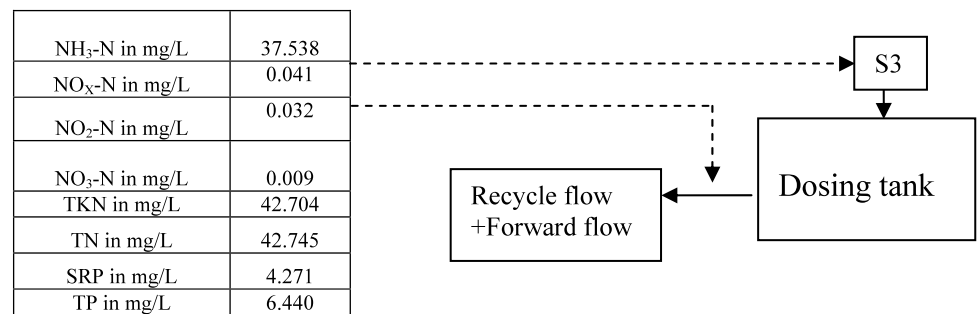 NH₃-N in mg/L 37.538
NOₓ-N in mg/L 0.041
NO₂-N in mg/L 0.032
NO₃-N in mg/L 0.009
TKN in mg/L 42.704
TN in mg/L 42.745
SRP in mg/L 4.271
TP in mg/L 6.440
S3
Dosing tank
Recycle flow
+Forward flow